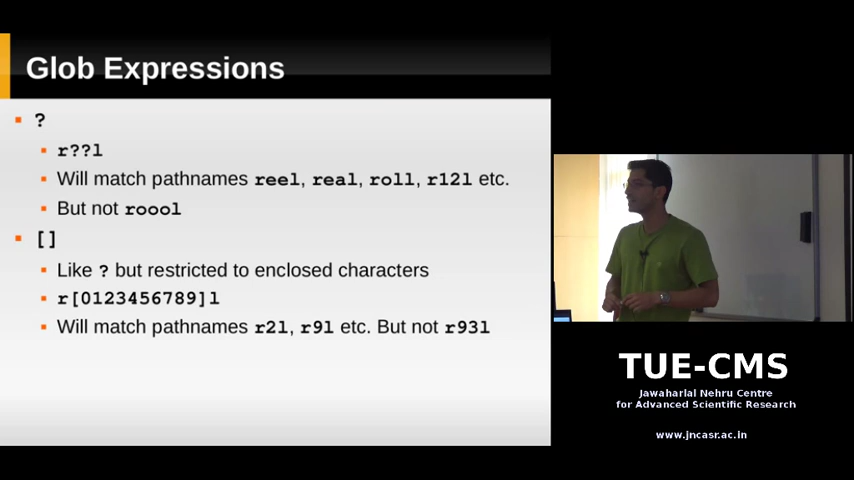 Glob Expressions
?
r??l
Will match pathnames reel, real, roll, r12l etc.
But not roool
[]
Like ? but restricted to enclosed characters
r[0123456789]l
Will match pathnames r2l, r9l etc. But not r93l
TUE-CMS
Jawaharlal Nehru Centre
for Advanced Scientific Research
www.jncasr.ac.in